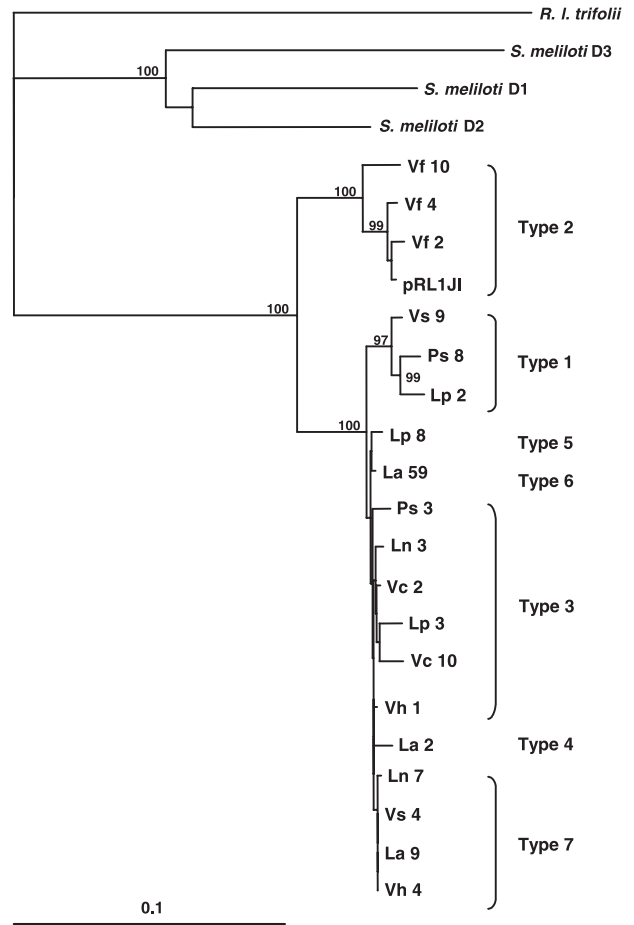 R. l. trifolii
100
S. meliloti D3
S. meliloti D1
S. meliloti D2
Vf 10
100
Vf 4
99
Type 2
Vf 2
pRL1JI
100
Vs 9
97
Ps 8
Type 1
99
Lp 2
100
Lp 8
Type 5
La 59
Type 6
Ps 3
Ln 3
Vc 2
Type 3
Lp 3
Vc 10
Vh 1
La 2
Type 4
Ln 7
Vs 4
Type 7
La 9
Vh 4
0.1